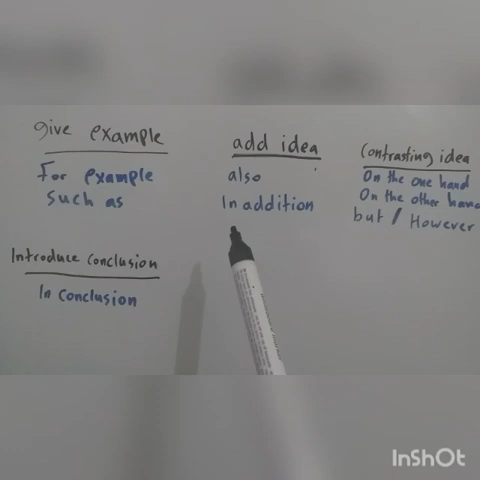 give example
For example
such as
add idea
also
In addition
Contrasting idea
On the one hand
On the other hand
but / However
Introduce Conclusion
In Conclusion
InShOt